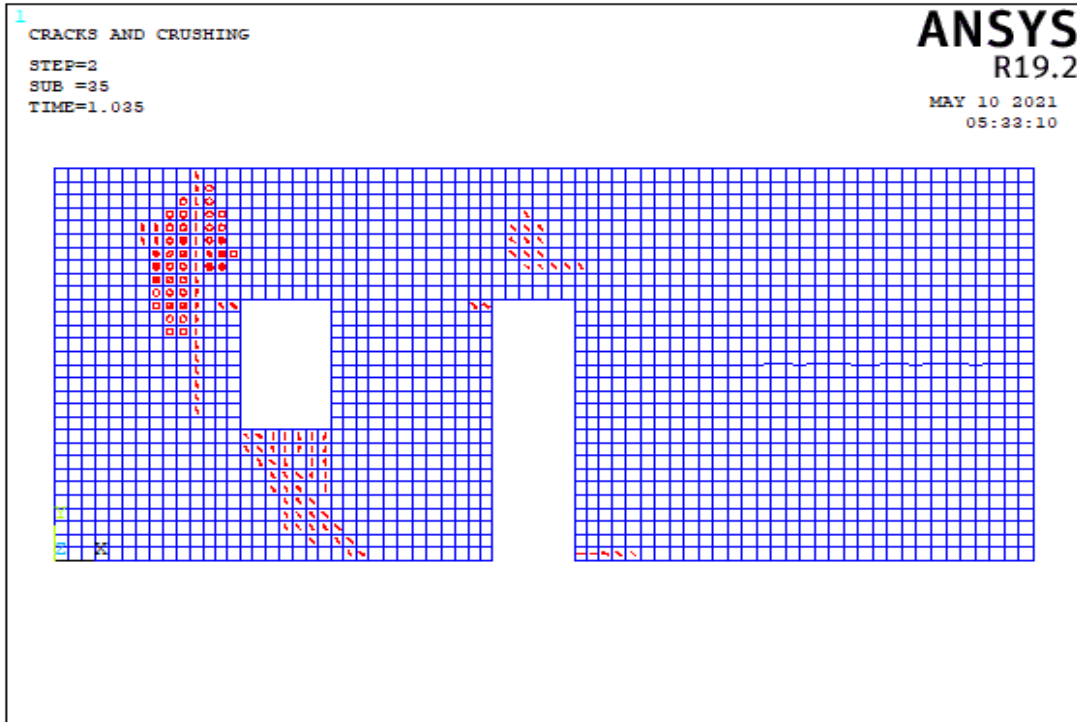 1
CRACKS AND CRUSHING
STEP=2
SUB =35
TIME=1.035
ANSYS
R19.2
MAY 10 2021
05:33:10
Y
Z X